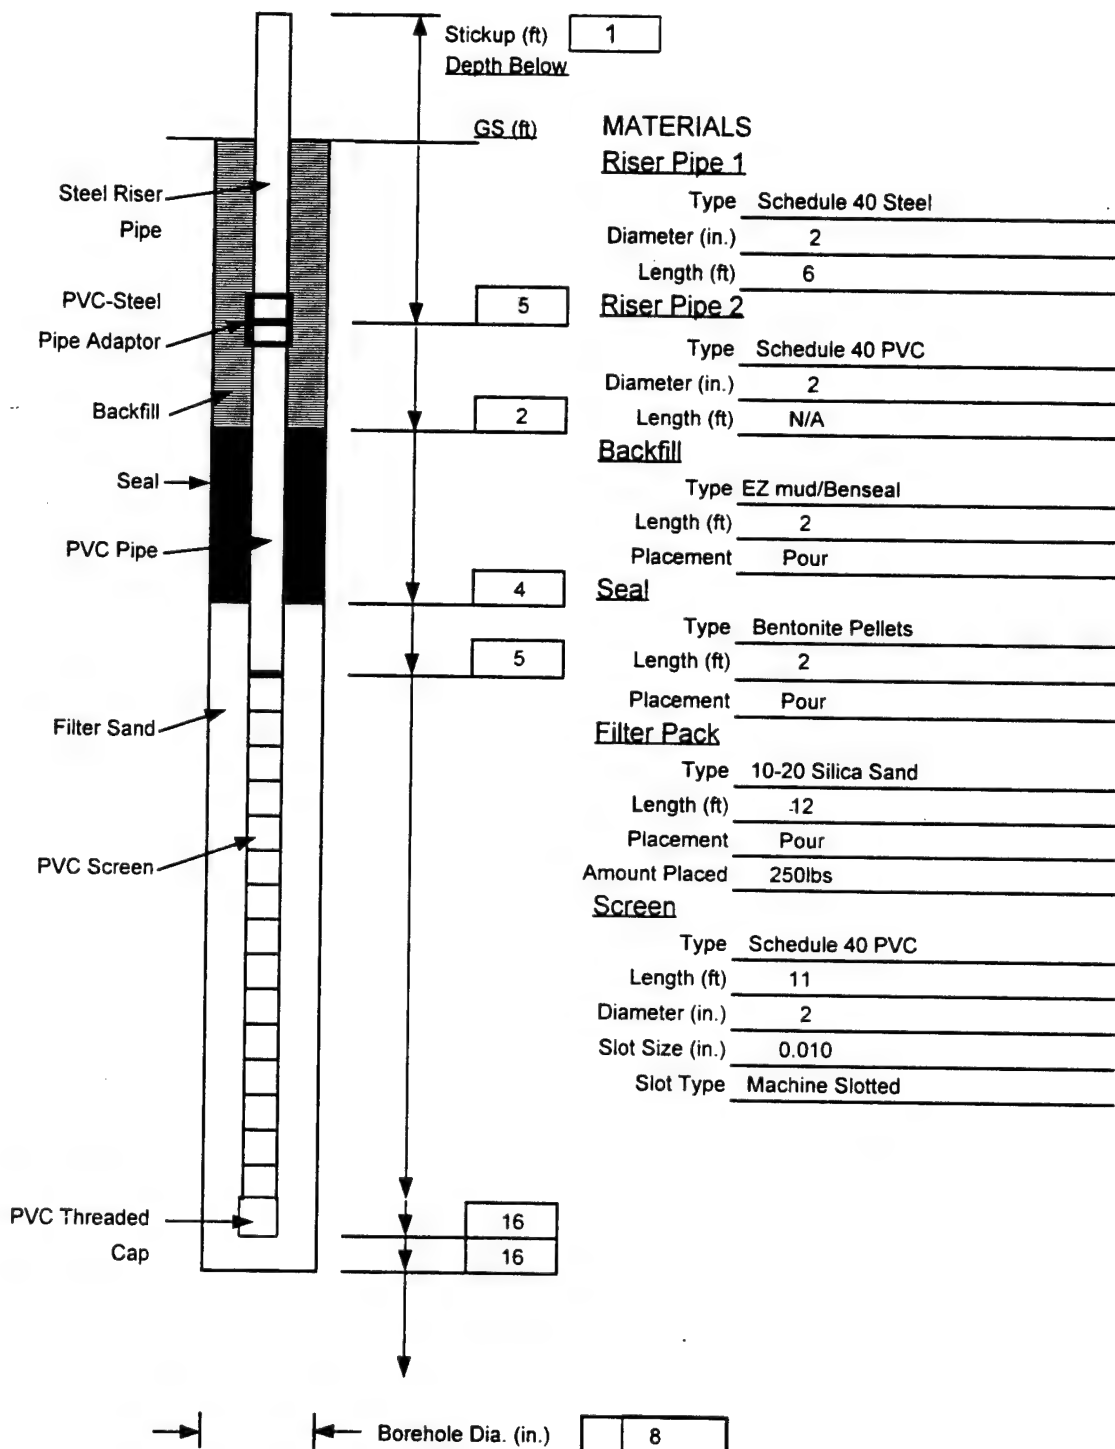 Stickup (ft) 1
Depth Below
GS (ft)
Steel Riser
Pipe
PVC-Steel
Pipe Adaptor
5
Backfill
2
Seal
PVC Pipe
4
5
Filter Sand
PVC Screen
PVC Threaded
Cap
16
16
Borehole Dia. (in.) 8
MATERIALS
Riser Pipe 1
Type Schedule 40 Steel
Diameter (in.) 2
Length (ft) 6
Riser Pipe 2
Type Schedule 40 PVC
Diameter (in.) 2
Length (ft) N/A
Backfill
Type EZ mud/Benseal
Length (ft) 2
Placement Pour
Seal
Type Bentonite Pellets
Length (ft) 2
Placement Pour
Filter Pack
Type 10-20 Silica Sand
Length (ft) 12
Placement Pour
Amount Placed 250lbs
Screen
Type Schedule 40 PVC
Length (ft) 11
Diameter (in.) 2
Slot Size (in.) 0.010
Slot Type Machine Slotted